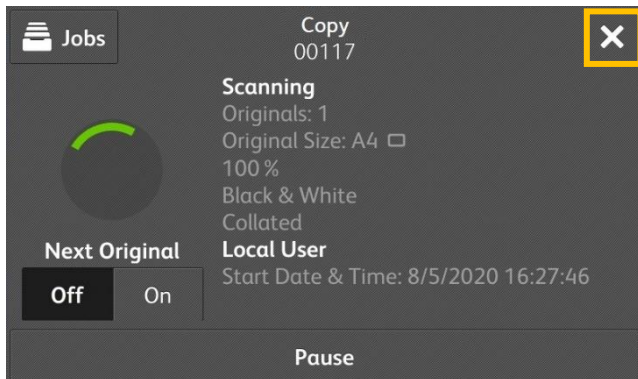 Jobs
Copy
00117
Scanning
Originals: 1
Original Size: A4
100 %
Black & White
Collated
Local User
Start Date & Time: 8/5/2020 16:27:46
Next Original
Off On
Pause